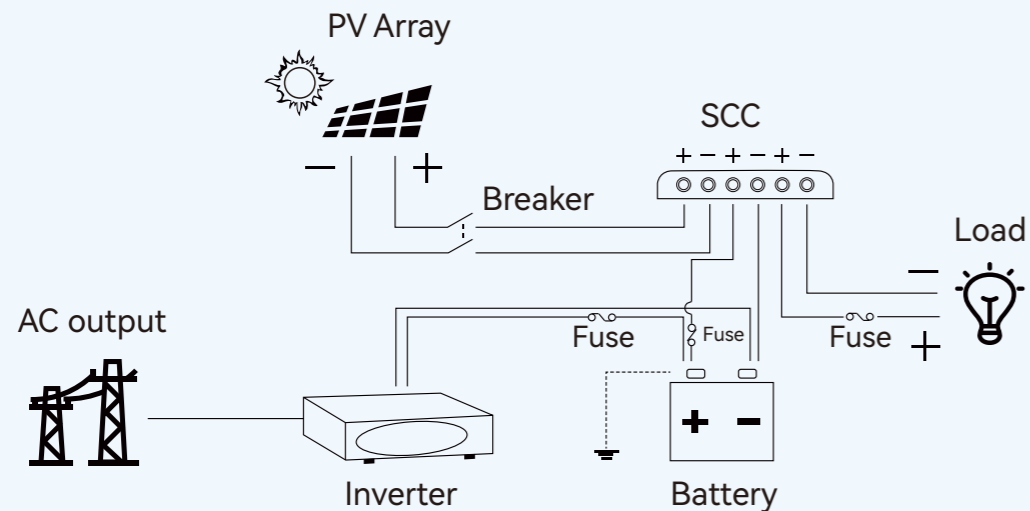 PV Array
SCC
+ − + − + −
− +
Breaker
Load
−
AC output
Fuse
Fuse
Fuse
+
+ −
Inverter
Battery